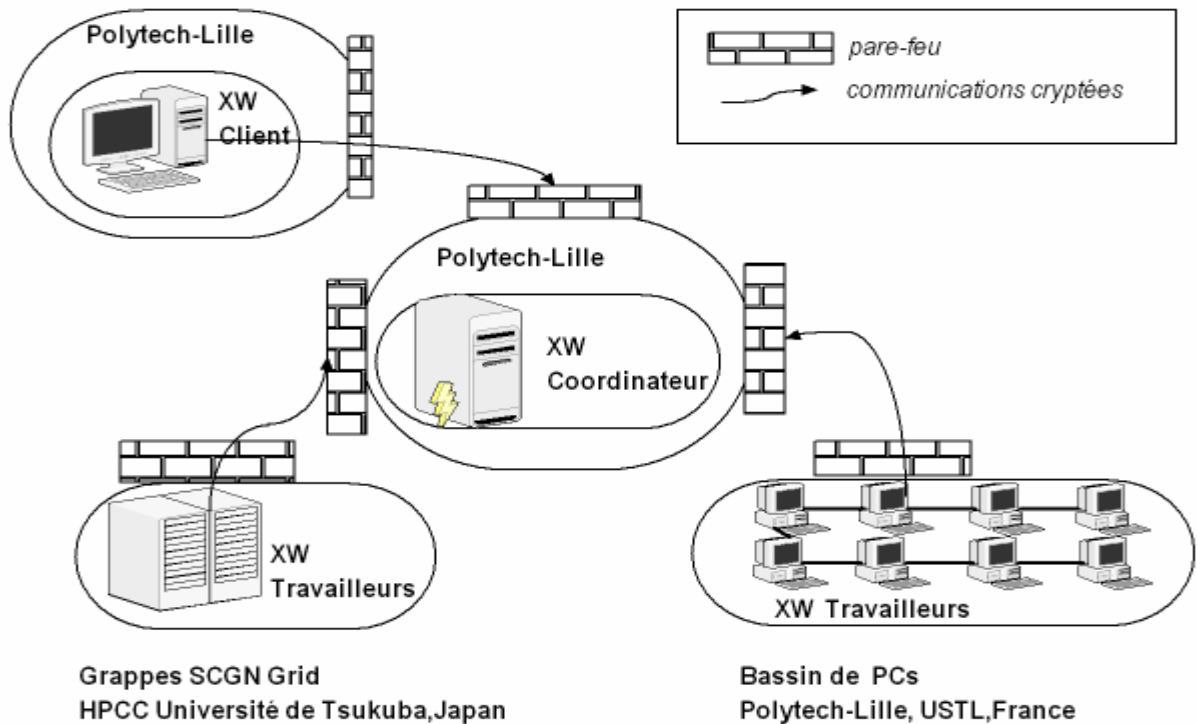 Polytech-Lille
XW
Client
pare-feu
communications cryptées
Polytech-Lille
XW
Coordinateur
XW
Travailleurs
XW Travailleurs
Grappes SCGN Grid
HPCC Université de Tsukuba,Japan
Bassin de PCs
Polytech-Lille, USTL,France